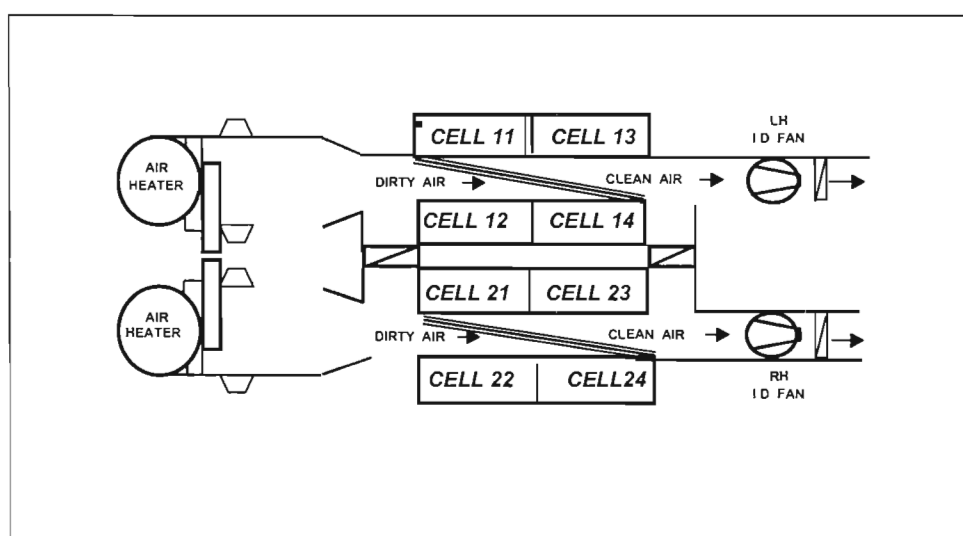 CELL 11
CELL 13
LH
I D FAN
AIR
HEATER
DIRTY AIR
CLEAN AIR
CELL 12
CELL 14
CELL 21
CELL 23
AIR
HEATER
DIRTY AIR
CLEAN AIR
CELL 22
CELL24
RH
I D FAN